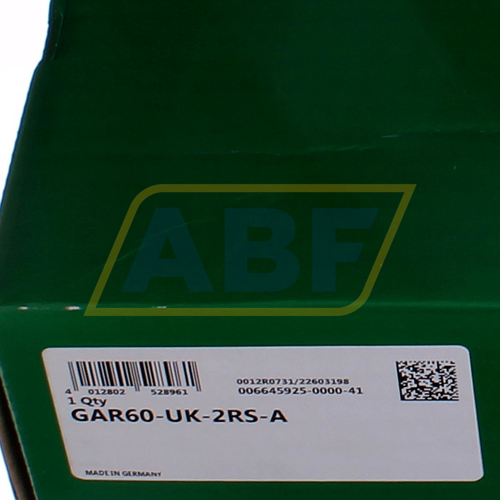 ABF
4 012802 528961
0012R0731/22603198
006645925-0000-41
1 Qty
GAR60-UK-2RS-A
MADE IN GERMANY